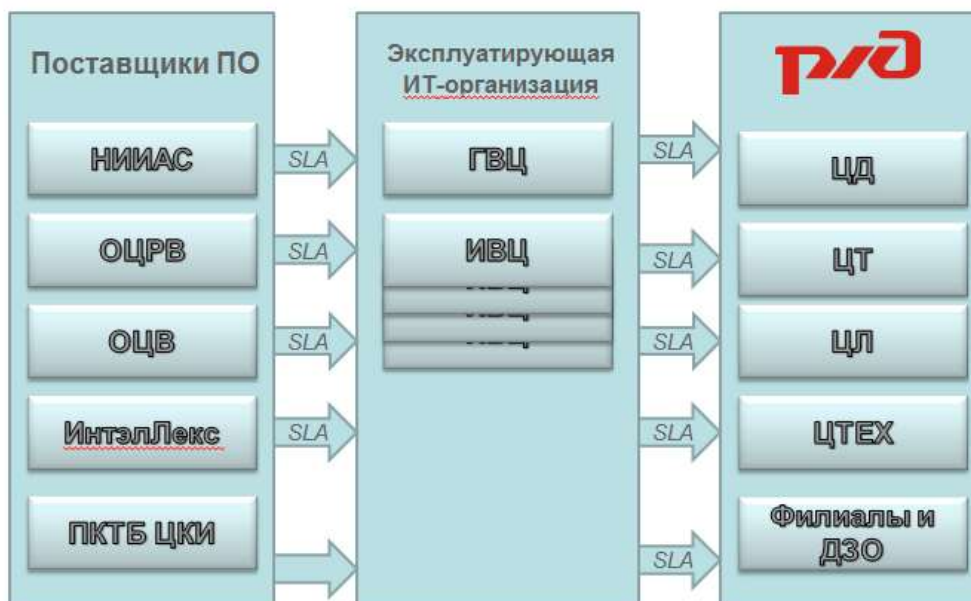 Поставщики ПО
НИИАС
ОЦРВ
ОЦВ
ИнтэлЛекс
ПКТБ ЦКИ
SLA
SLA
SLA
SLA
Эксплуатирующая
ИТ-организация
ГВЦ
ИВЦ
SLA
SLA
SLA
SLA
SLA
ржд
ЦД
ЦТ
ЦЛ
ЦТЕХ
Филиалы и
ДЗО